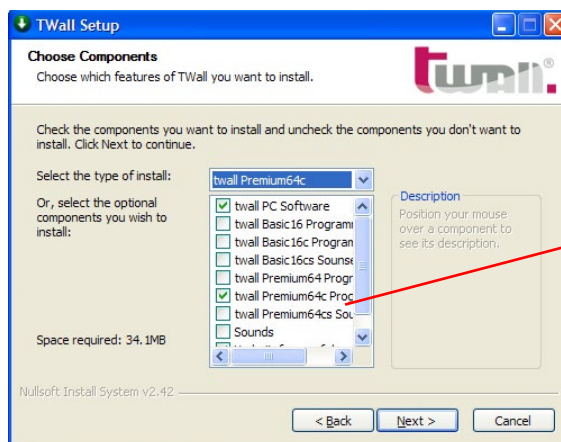 TWall Setup
Choose Components
Choose which features of TWall you want to install.
twall®.
Check the components you want to install and uncheck the components you don't want to
install. Click Next to continue.
Select the type of install:
twall Premium64c
Or, select the optional
components you wish to
install:
twall PC Software
twall Basic16 Programm
twall Basic16c Program
twall Basic16cs Sounse
twall Premium64 Progr
twall Premium64c Prog
twall Premium64cs Sou
Sounds
Description
Position your mouse
over a component to
see its description.
Space required: 34.1MB
Nullsoft Install System v2.42
< Back
Next >
Cancel